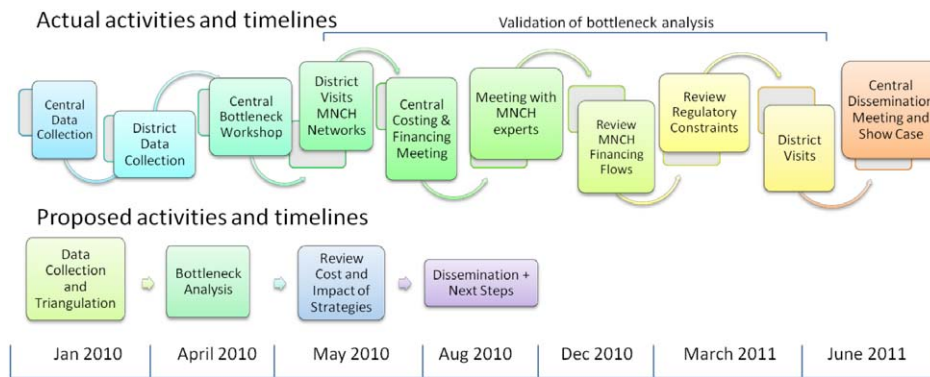 Actual activities and timelines
Validation of bottleneck analysis
Central
Data
Collection
District Data
Collection
Central
Bottleneck
Workshop
District
Visits
MNCH
Networks
Central
Costing &
Financing
Meeting
Meeting with
MNCH
experts
Review
MNCH
Financing
Flows
Review
Regulatory
Constraints
District
Visits
Central
Dissemination
Meeting and
Show Case
Proposed activities and timelines
Data
Collection
and
Triangulation
Bottleneck
Analysis
Review
Cost and
Impact of
Strategies
Dissemination +
Next Steps
Jan 2010
April 2010
May 2010
Aug 2010
Dec 2010
March 2011
June 2011